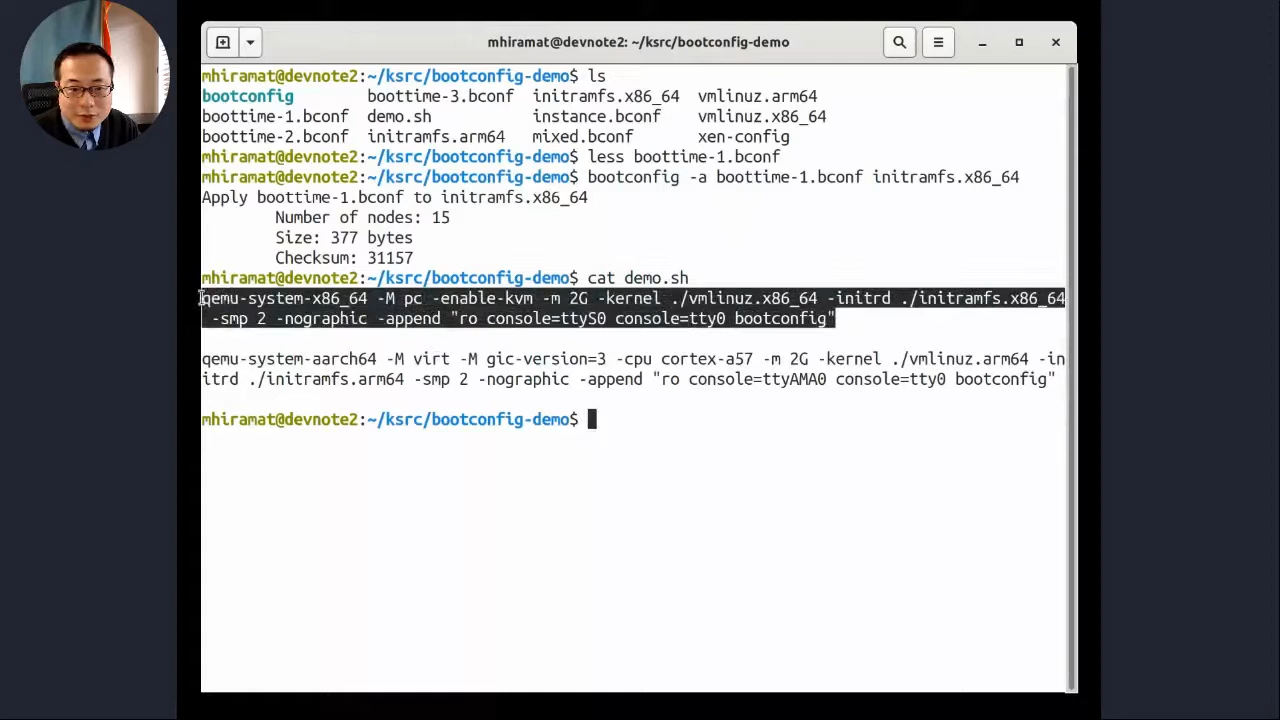 mhiramat@devnote2: ~/ksrc/bootconfig-demo
mhiramat@devnote2:~/ksrc/bootconfig-demo$ ls
bootconfig boottime-3.bconf initramfs.x86_64 vmlinuz.arm64
boottime-1.bconf demo.sh instance.bconf vmlinuz.x86_64
boottime-2.bconf initramfs.arm64 mixed.bconf xen-config
mhiramat@devnote2:~/ksrc/bootconfig-demo$ less boottime-1.bconf
mhiramat@devnote2:~/ksrc/bootconfig-demo$ bootconfig -a boottime-1.bconf initramfs.x86_64
Apply boottime-1.bconf to initramfs.x86_64
Number of nodes: 15
Size: 377 bytes
Checksum: 31157
mhiramat@devnote2:~/ksrc/bootconfig-demo$ cat demo.sh
qemu-system-x86_64 -M pc -enable-kvm -m 2G -kernel ./vmlinuz.x86_64 -initrd ./initramfs.x86_64
-smp 2 -nographic -append "ro console=ttyS0 console=tty0 bootconfig"
qemu-system-aarch64 -M virt -M gic-version=3 -cpu cortex-a57 -m 2G -kernel ./vmlinuz.arm64 -in
itrd ./initramfs.arm64 -smp 2 -nographic -append "ro console=ttyAMA0 console=tty0 bootconfig"
mhiramat@devnote2:~/ksrc/bootconfig-demo$